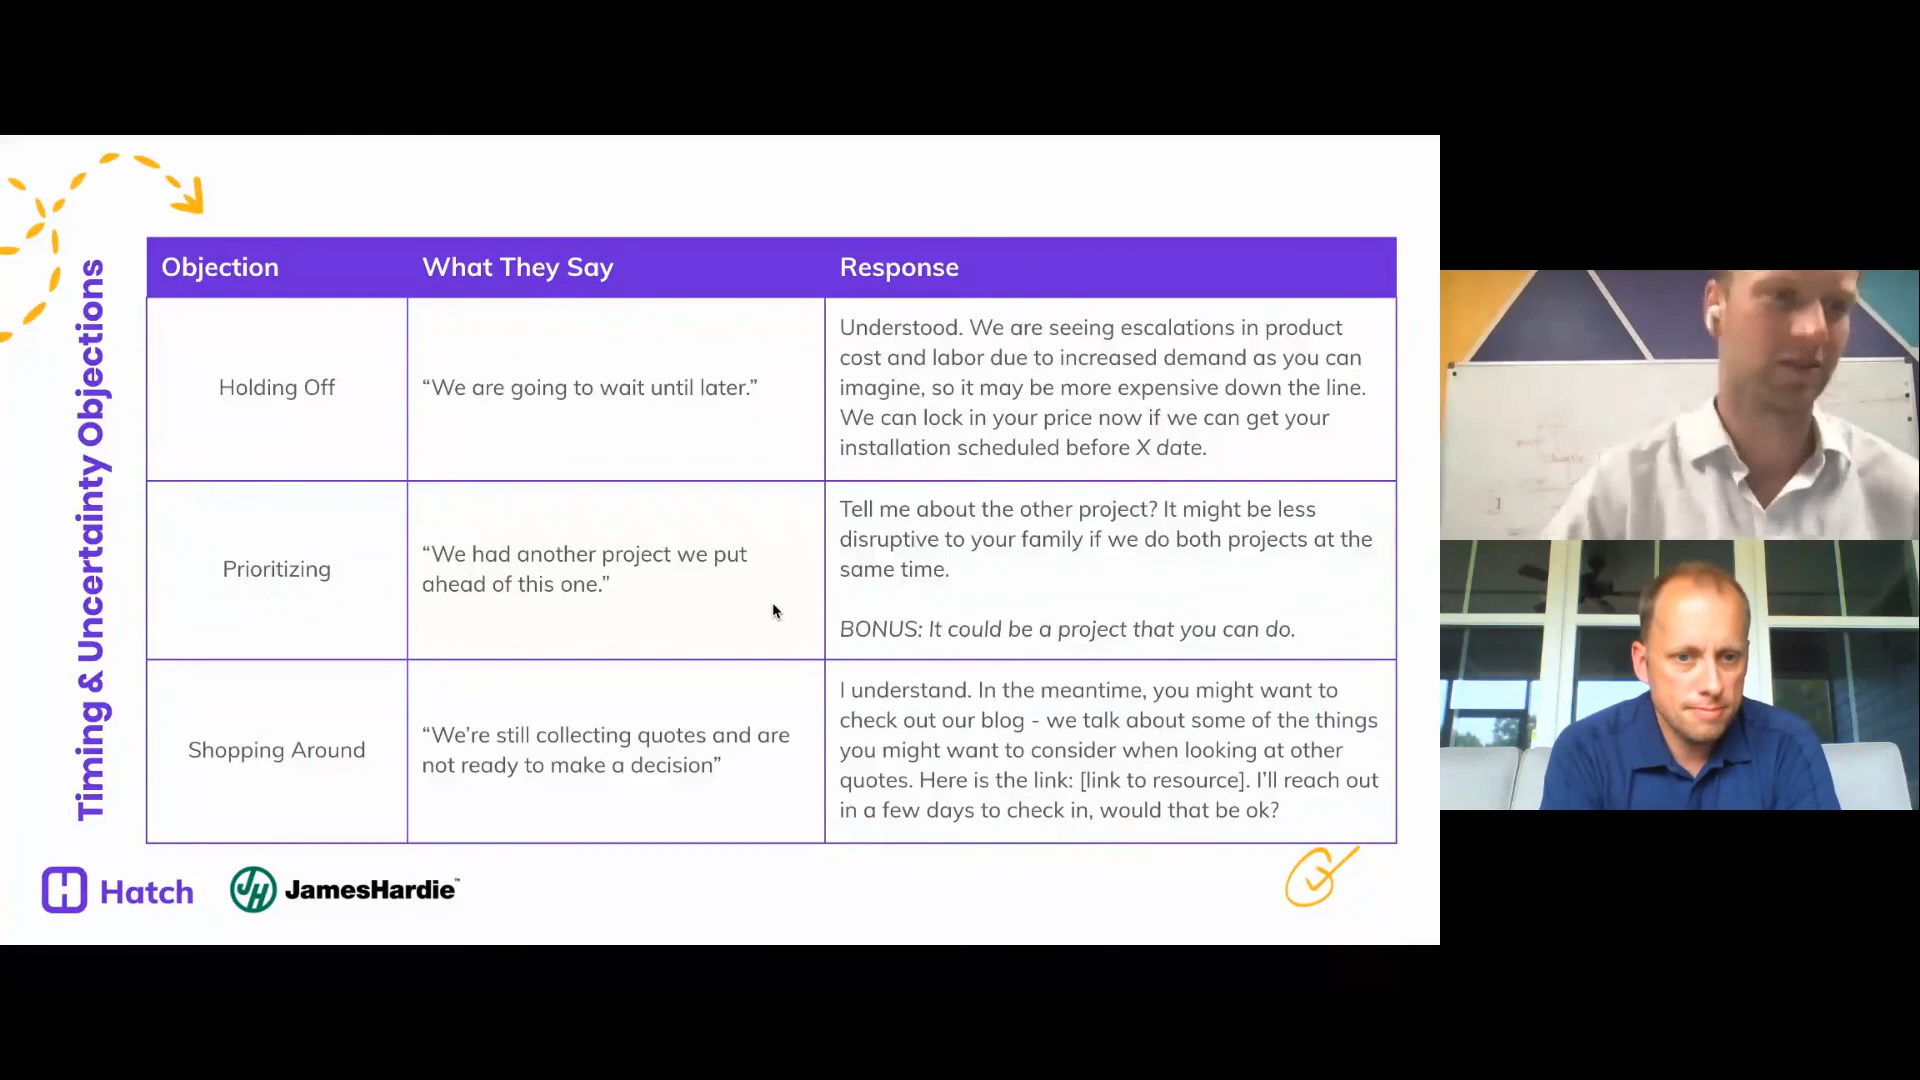 Timing & Uncertainty Objections
Objection
What They Say
Response
Holding Off
“We are going to wait until later.”
Understood. We are seeing escalations in product
cost and labor due to increased demand as you can
imagine, so it may be more expensive down the line.
We can lock in your price now if we can get your
installation scheduled before X date.
Prioritizing
“We had another project we put
ahead of this one.”
Tell me about the other project? It might be less
disruptive to your family if we do both projects at the
same time.
BONUS: It could be a project that you can do.
Shopping Around
“We’re still collecting quotes and are
not ready to make a decision”
I understand. In the meantime, you might want to
check out our blog - we talk about some of the things
you might want to consider when looking at other
quotes. Here is the link: [link to resource]. I’ll reach out
in a few days to check in, would that be ok?
Hatch
JH JamesHardie™